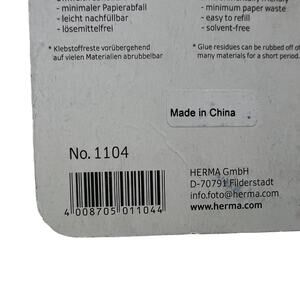 - minimaler Papierabfall
- leicht nachfüllbar
- lösemittelfrei
* Klebstoffreste vorübergehend
auf vielen Materialien abrubbelbar
- minimum paper waste
- easy to refill
- solvent-free
* Glue residues can be rubbed off of
many materials for a short period.
Made in China
No. 1104
4 008705 011044
HERMA GmbH
D-70791 Filderstadt
info.foto@herma.com
www.herma.com